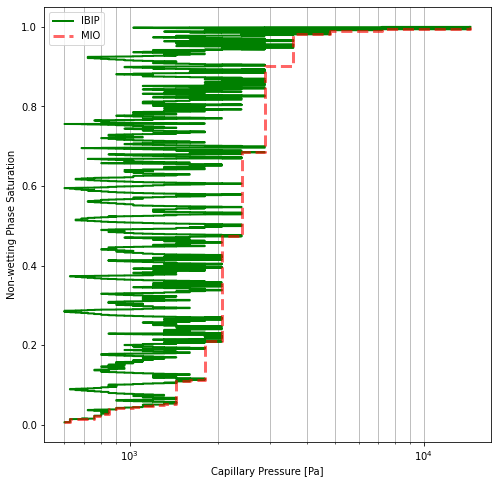 IBIP
MIO
1.0
0.8
0.6
0.4
0.2
0.0
Non-wetting Phase Saturation
10³ 10⁴
Capillary Pressure [Pa]